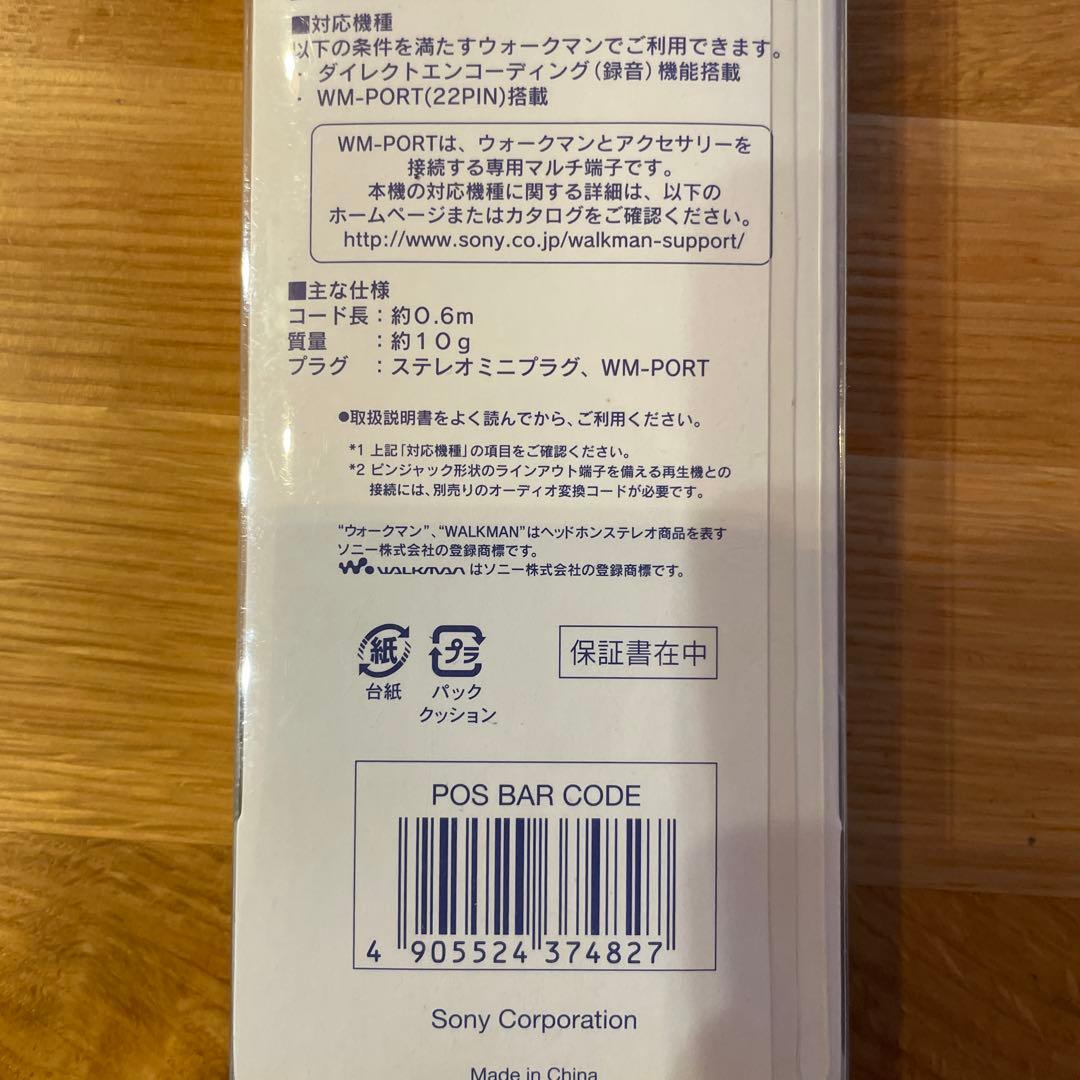 ■対応機種
以下の条件を満たすウォークマンでご利用できます。
・ ダイレクトエンコーディング(録音)機能搭載
・ WM-PORT(22PIN)搭載
WM-PORTは、ウォークマンとアクセサリーを
接続する専用マルチ端子です。
本機の対応機種に関する詳細は、以下の
ホームページまたはカタログをご確認ください。
http://www.sony.co.jp/walkman-support/
■主な仕様
コード長：約0.6m
質量　　：約10g
プラグ　：ステレオミニプラグ、WM-PORT
●取扱説明書をよく読んでから、ご利用ください。
*1 上記「対応機種」の項目をご確認ください。
*2 ピンジャック形状のラインアウト端子を備える再生機との
接続には、別売りのオーディオ変換コードが必要です。
“ウォークマン”、“WALKMAN”はヘッドホンステレオ商品を表す
ソニー株式会社の登録商標です。
W. WALKMAN はソニー株式会社の登録商標です。
紙
台紙
プラ
パック
クッション
保証書在中
POS BAR CODE
4 905524 374827
Sony Corporation
Made in China